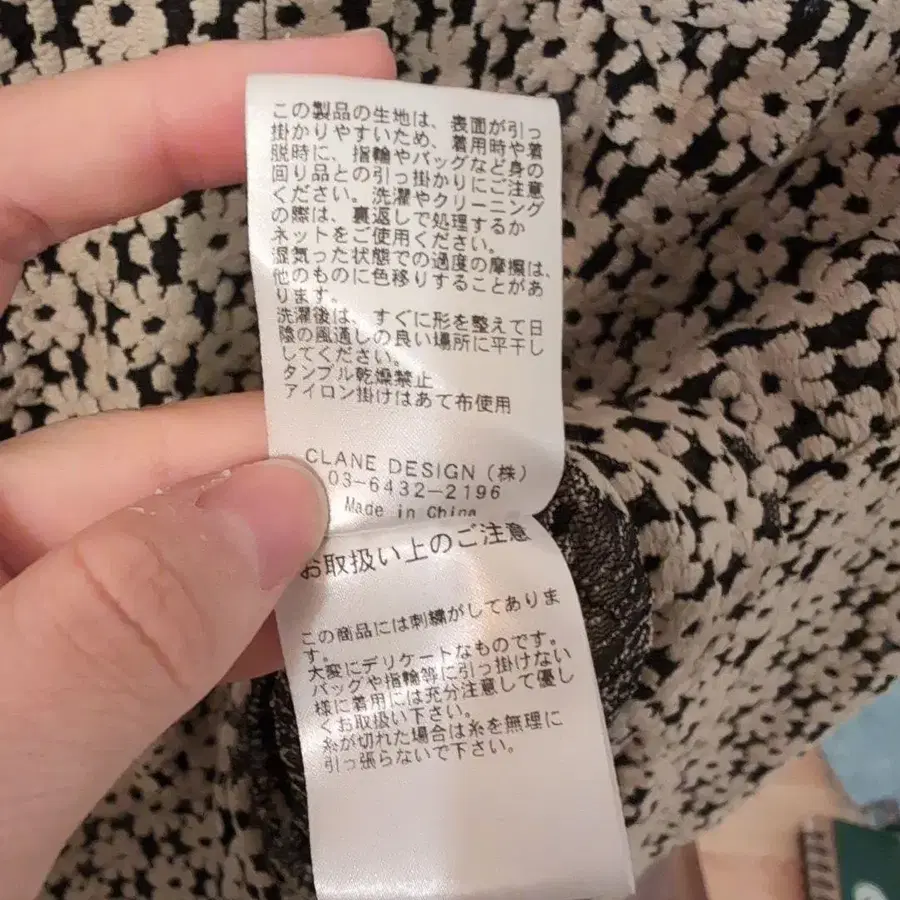 この製品の生地は、表面が引っ
掛かりやすいため、着用時や着
脱時に、指輪やバッグなど身の
回り品との引っ掛かりにご注意
ください。洗濯やクリーニング
の際は、裏返しで処理するか
ネットをご使用ください。
湿気った状態での過度の摩擦は、
他のものに色移りすることがあ
ります。
洗濯後は、すぐに形を整えて日
陰の風通しの良い場所に平干し
してください。
タンブル乾燥禁止
アイロン掛けはあて布使用
CLANE DESIGN (株)
03-6432-2196
Made in China
お取扱い上のご注意
この商品には刺繍がしてありま
す。
大変にデリケートなものです。
バッグや指輪等に引っ掛けない
様に着用には充分注意して優し
くお取扱い下さい。
糸が切れた場合は糸を無理に
引っ張らないで下さい。